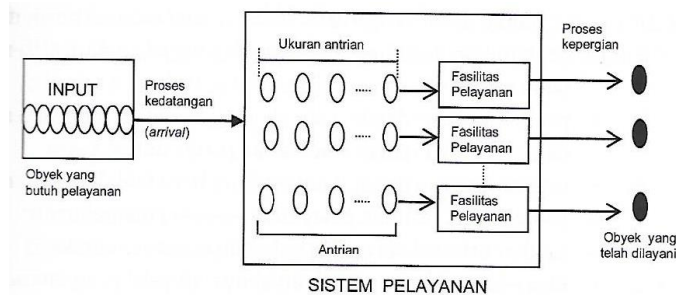 INPUT
Obyek yang
butuh pelayanan
Proses
kedatangan
(arrival)
Ukuran antrian
.....
Fasilitas
Pelayanan
.....
Fasilitas
Pelayanan
.....
Fasilitas
Pelayanan
Antrian
SISTEM PELAYANAN
Proses
kepergian
Obyek yang
telah dilayani